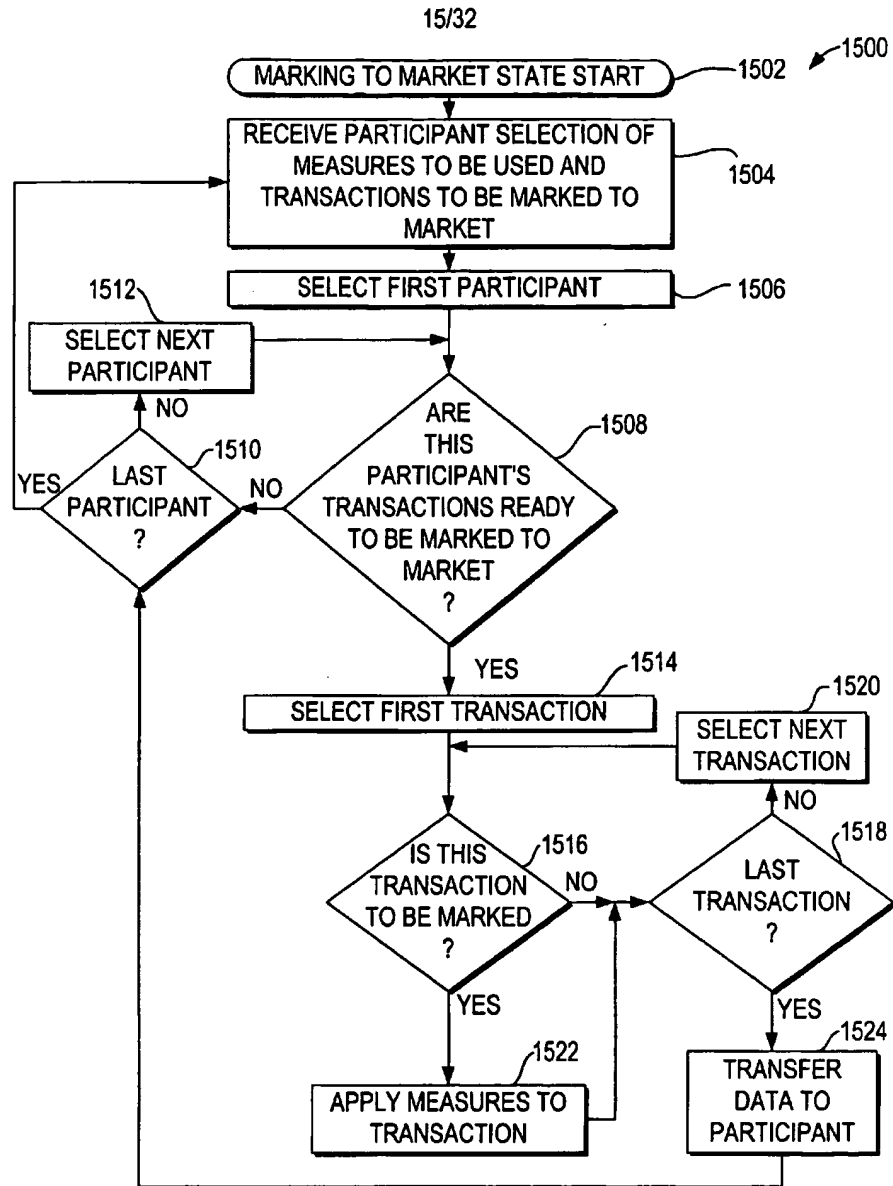 15/32
1500
MARKING TO MARKET STATE START
1502
RECEIVE PARTICIPANT SELECTION OF
MEASURES TO BE USED AND
TRANSACTIONS TO BE MARKED TO
MARKET
1504
SELECT FIRST PARTICIPANT
1506
1512
SELECT NEXT
PARTICIPANT
NO
1510
YES
LAST
PARTICIPANT
?
NO
ARE
THIS
PARTICIPANT'S
TRANSACTIONS READY
TO BE MARKED TO
MARKET
?
1508
YES
1514
SELECT FIRST TRANSACTION
1520
SELECT NEXT
TRANSACTION
NO
1516
IS THIS
TRANSACTION
TO BE MARKED
?
NO
1518
LAST
TRANSACTION
?
YES
YES
1522
APPLY MEASURES TO
TRANSACTION
1524
TRANSFER
DATA TO
PARTICIPANT